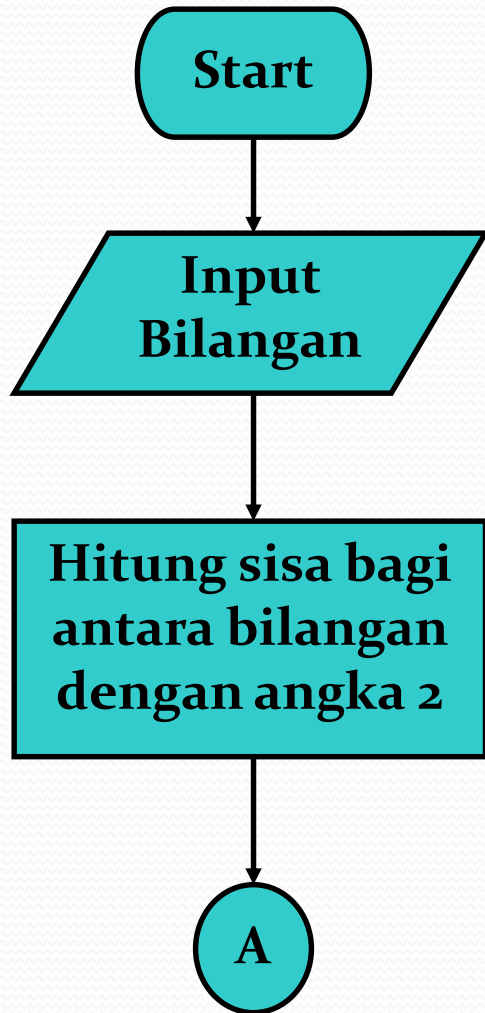 Start
Input
Bilangan
Hitung sisa bagi
antara bilangan
dengan angka 2
A